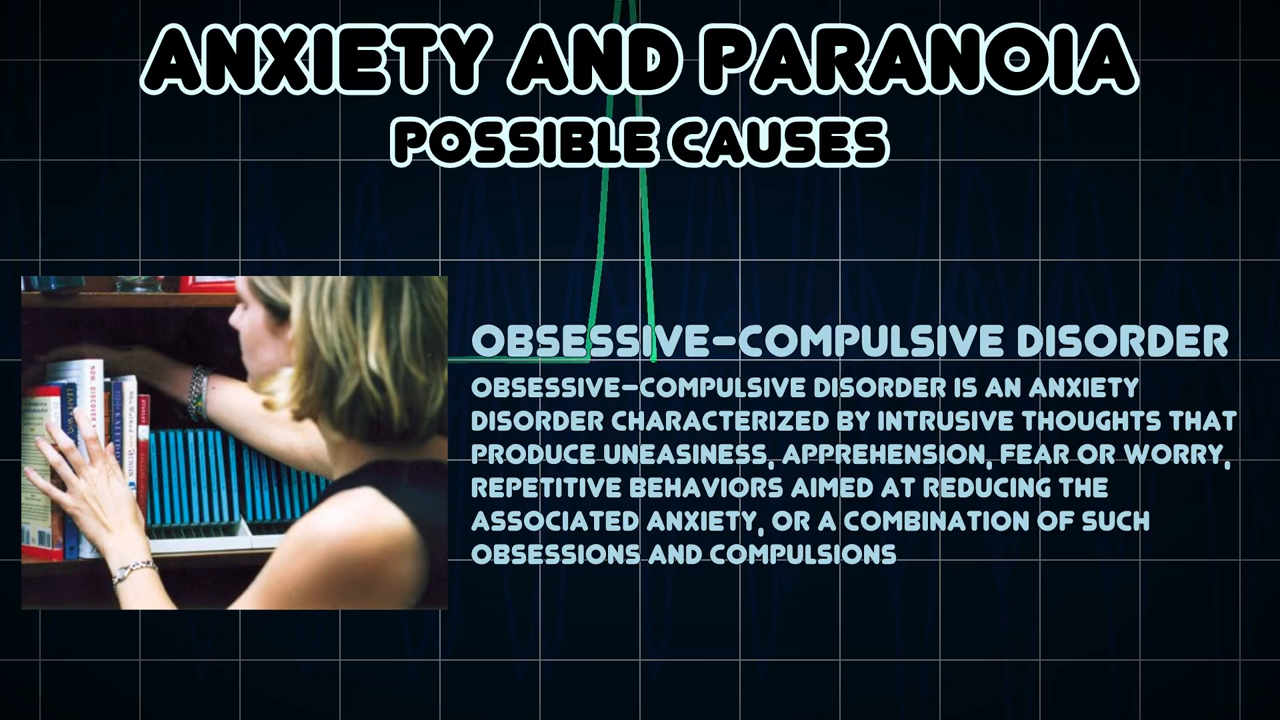 ANXIETY AND PARANOIA
POSSIBLE CAUSES
OBSESSIVE-COMPULSIVE DISORDER
OBSESSIVE-COMPULSIVE DISORDER IS AN ANXIETY
DISORDER CHARACTERIZED BY INTRUSIVE THOUGHTS THAT
PRODUCE UNEASINESS, APPREHENSION, FEAR OR WORRY,
REPETITIVE BEHAVIORS AIMED AT REDUCING THE
ASSOCIATED ANXIETY, OR A COMBINATION OF SUCH
OBSESSIONS AND COMPULSIONS
NOW, DISCOVER